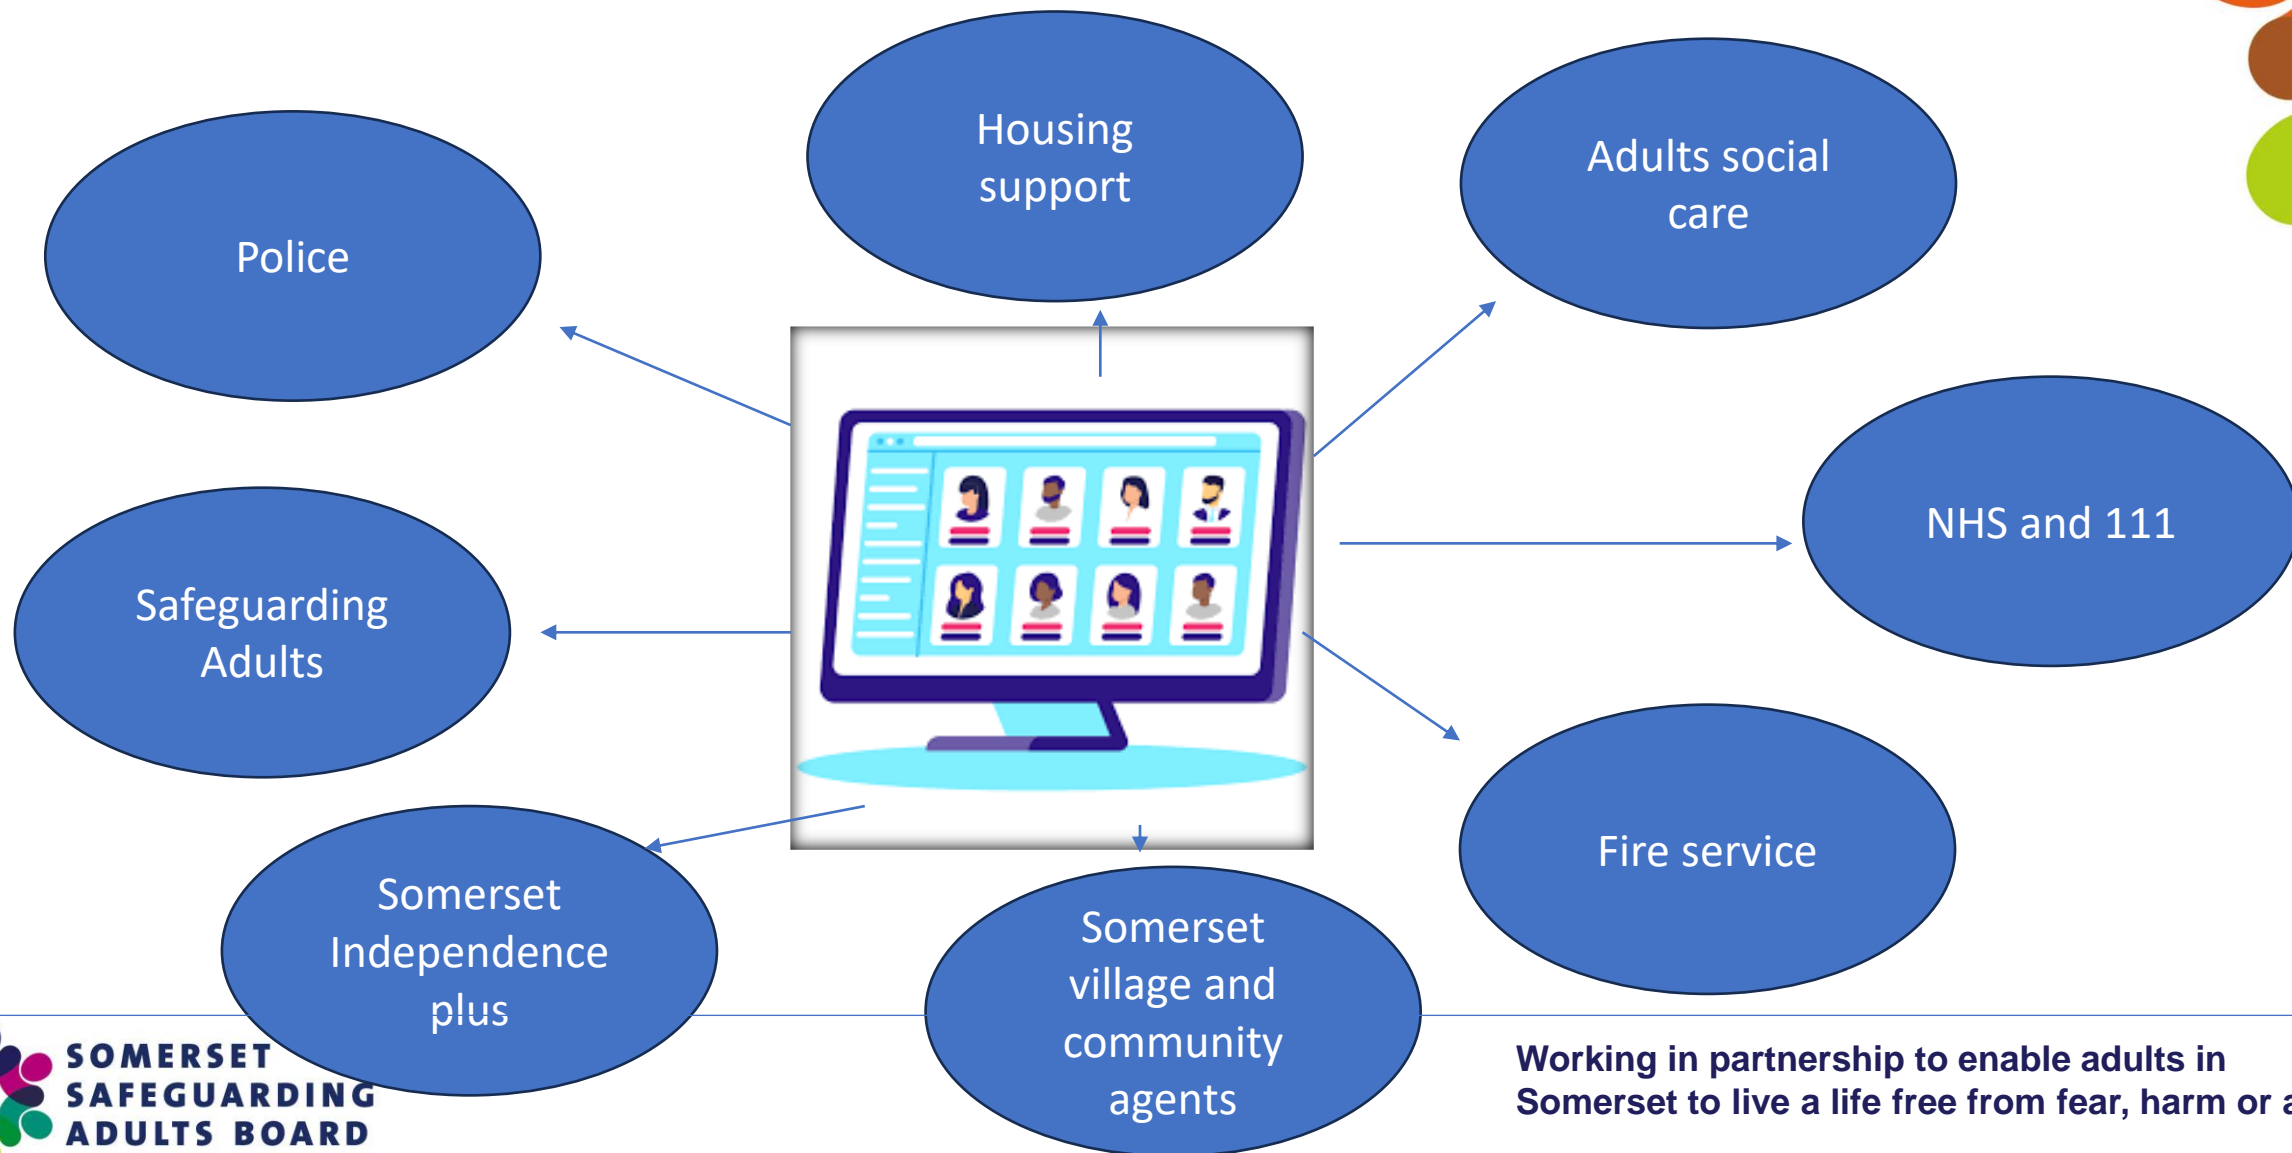 Housing
support
Adults social
care
Police
NHS and 111
Safeguarding
Adults
Fire service
Somerset
Independence
plus
Somerset
village and
community
agents
SOMERSET
SAFEGUARDING
ADULTS BOARD
Working in partnership to enable adults in
Somerset to live a life free from fear, harm or